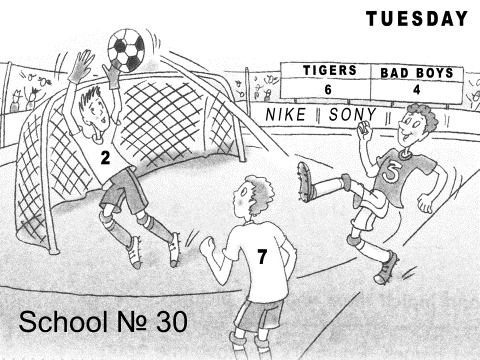 TUESDAY
TIGERS BAD BOYS
6 4
NIKE || SONY ||
2
5
7
School № 30